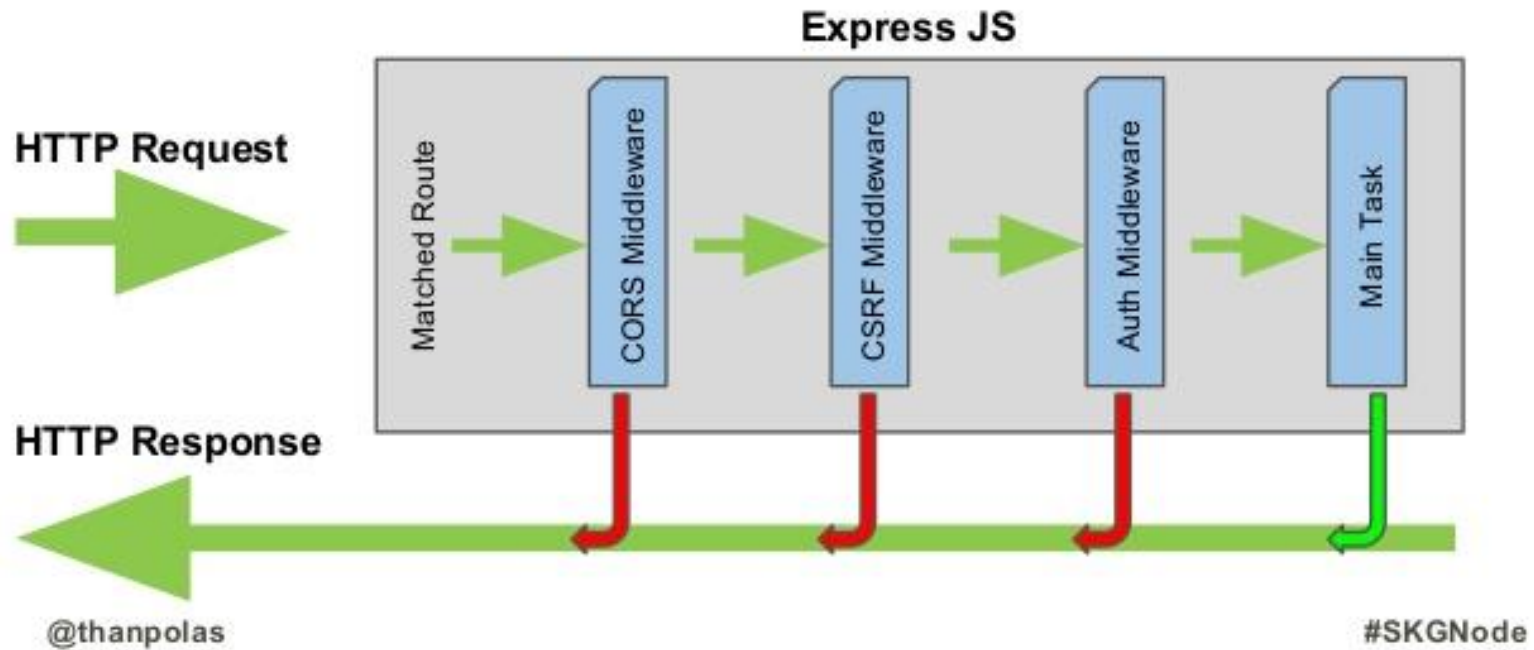 Express JS
HTTP Request
Matched Route
CORS Middleware
CSRF Middleware
Auth Middleware
Main Task
HTTP Response
@thanpolas
#SKGNode